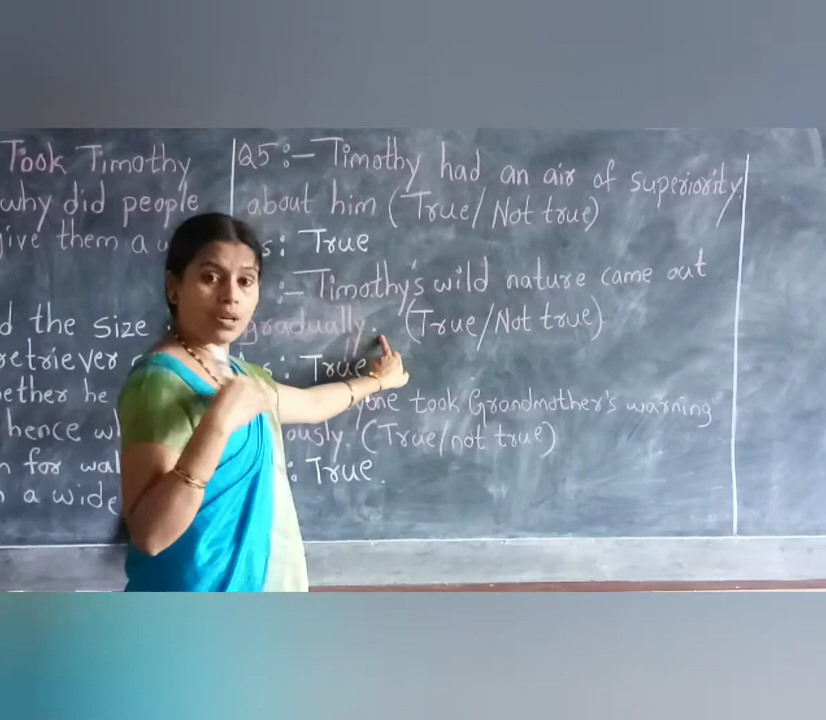 Took Timothy
why did people
give them a
d the size
retriever
ether he
hence
n for
a wide
Q5:- Timothy had an air of superiority
about him (True/Not true)
s: True
:- Timothy's wild nature came out
gradually. (True/Not true)
s: True
took Grandmother's warning
ously. (True/not true)
: True.